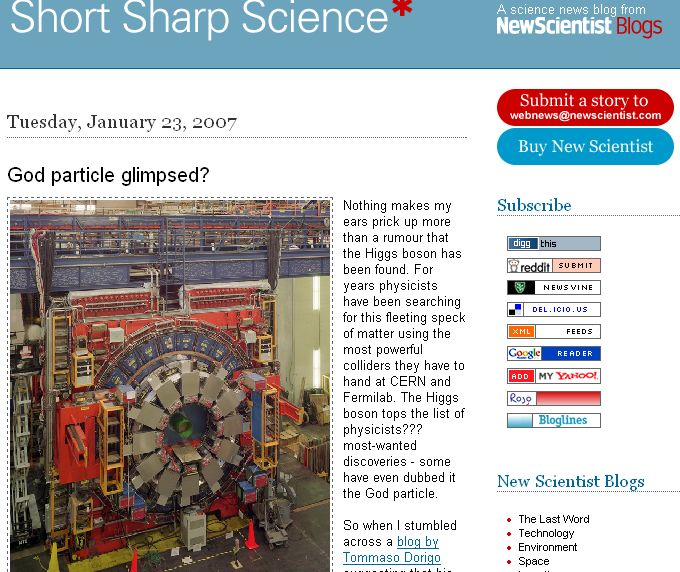 Short Sharp Science*
A science news blog from
NewScientist Blogs
Tuesday, January 23, 2007
God particle glimpsed?
Nothing makes my
ears prick up more
than a rumour that
the Higgs boson has
been found. For
years physicists
have been searching
for this fleeting speck
of matter using the
most powerful
colliders they have to
hand at CERN and
Fermilab. The Higgs
boson tops the list of
physicists???
most-wanted
discoveries - some
have even dubbed it
the God particle.
So when I stumbled
across a blog by
Tommaso Dorigo
suggesting that his
Submit a story to
webnews@newscientist.com
Buy New Scientist
Subscribe
digg this
reddit SUBMIT
NEWSVINE
DEL.ICIO.US
XML FEEDS
Google READER
ADD MY YAHOO!
Rojo
Bloglines
New Scientist Blogs
The Last Word
Technology
Environment
Space